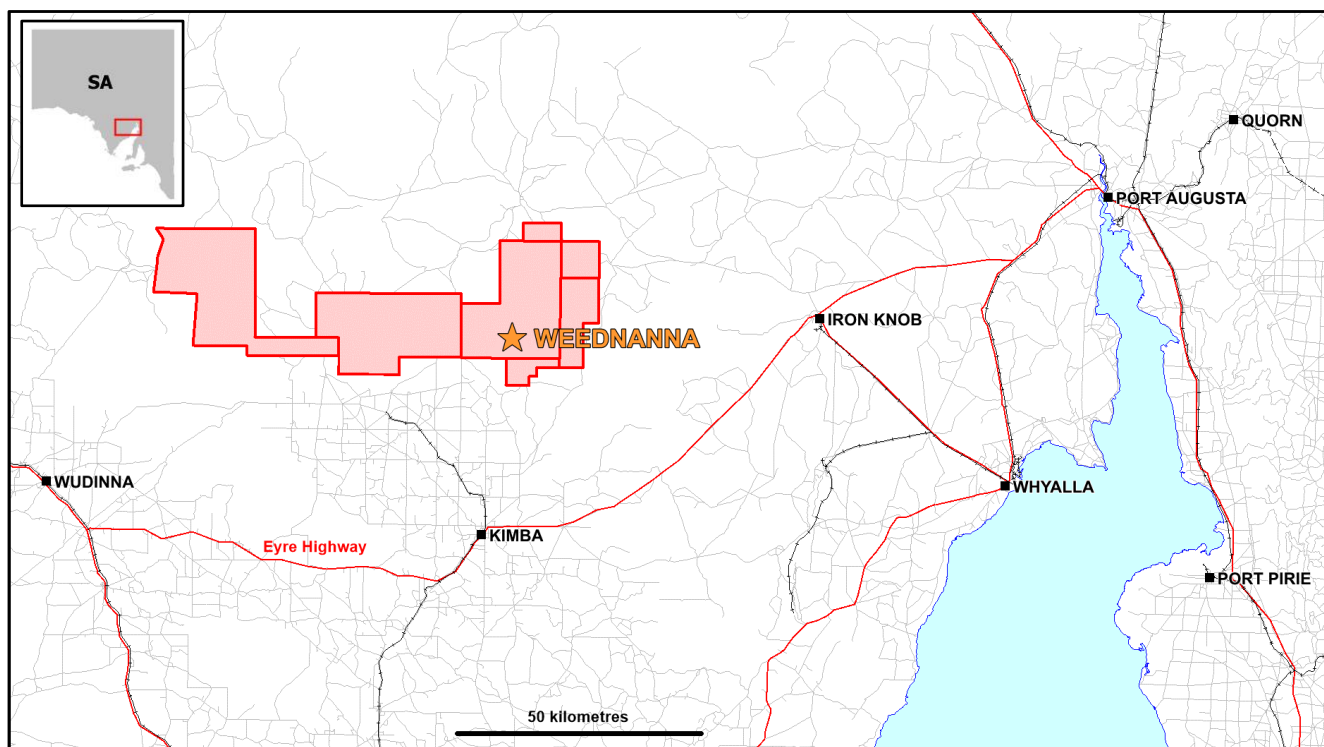 SA
QUORN
PORT AUGUSTA
IRON KNOB
WEEDNANNA
WUDINNA
WHYALLA
KIMBA
Eyre Highway
PORT PIRIE
50 kilometres